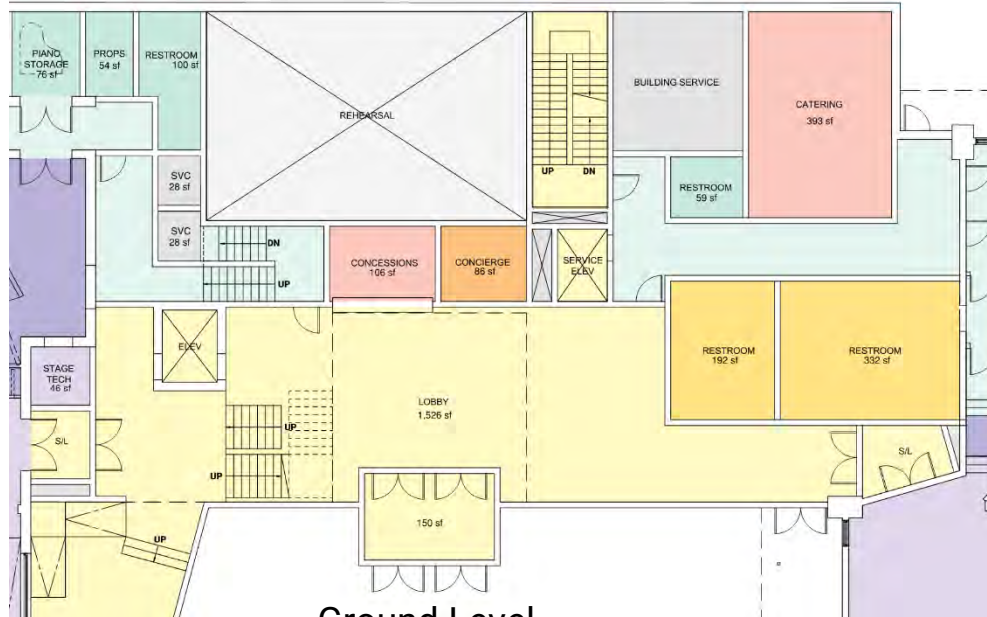 PIANO
STORAGE
76 sf
PROPS
54 sf
RESTROOM
100 sf
REHEARSAL
UP DN
BUILDING SERVICE
CATERING
393 sf
SVC
28 sf
RESTROOM
59 sf
SVC
28 sf
DN
UP
CONCESSIONS
106 sf
CONCIERGE
86 sf
SERVICE
ELEV
ELEV
STAGE
TECH
46 sf
RESTROOM
192 sf
RESTROOM
332 sf
LOBBY
1,526 sf
UP
S/L
S/L
UP
150 sf
UP
Ground Level